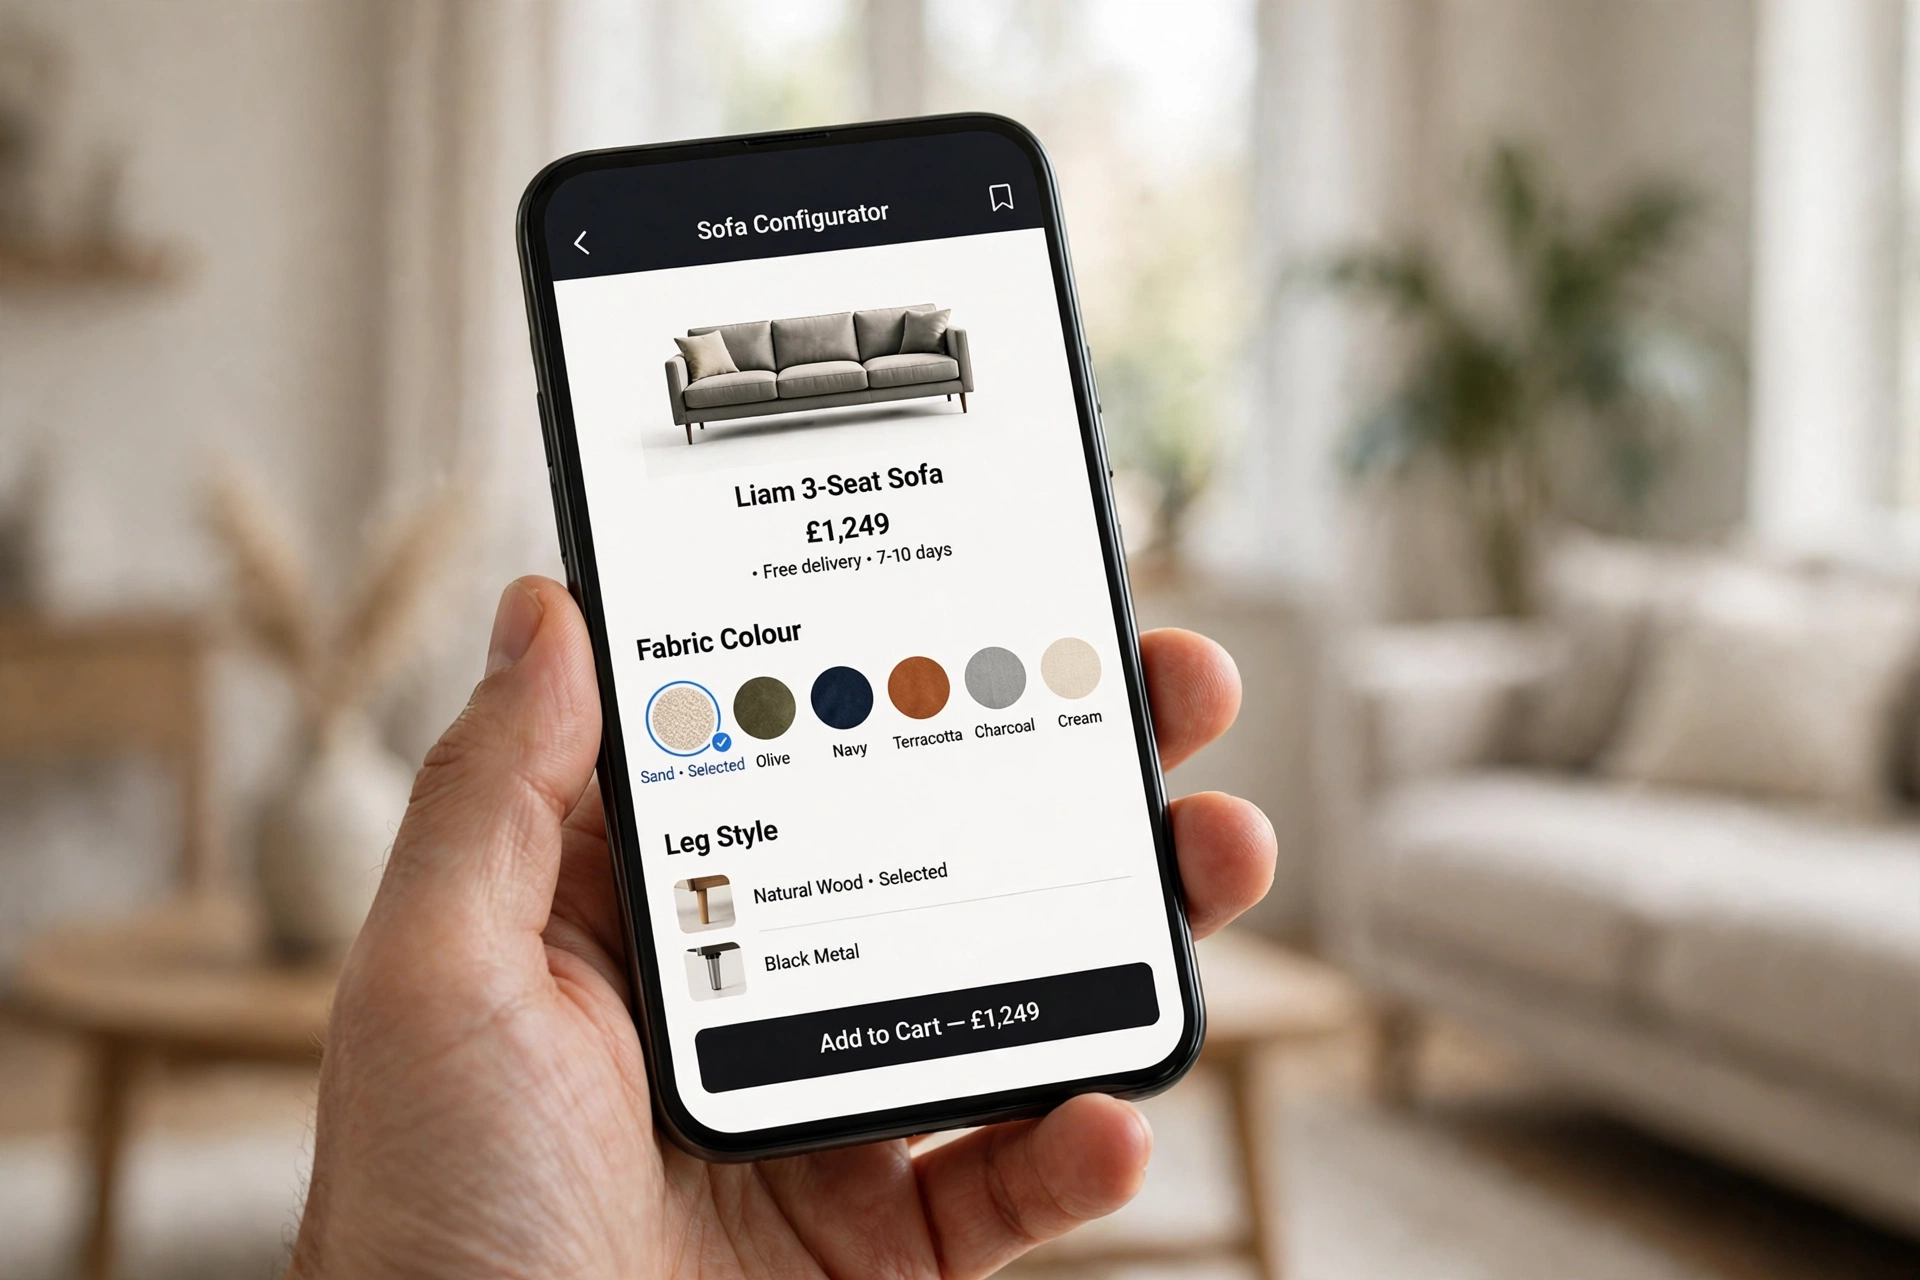 Sofa Configurator
Liam 3-Seat Sofa
£1,249
• Free delivery • 7-10 days
Fabric Colour
Sand • Selected
Olive
Navy
Terracotta
Charcoal
Cream
Leg Style
Natural Wood • Selected
Black Metal
Add to Cart — £1,249